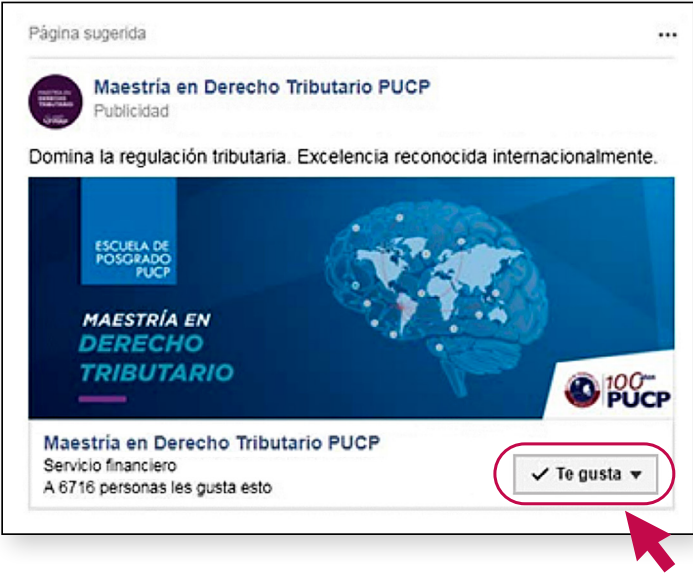 Página sugerida
Maestría en Derecho Tributario PUCP
Publicidad
Domina la regulación tributaria. Excelencia reconocida internacionalmente.
ESCUELA DE
POSGRADO
PUCP
MAESTRÍA EN
DERECHO
TRIBUTARIO
100 años
PUCP
Maestría en Derecho Tributario PUCP
Servicio financiero
A 6716 personas les gusta esto
Te gusta